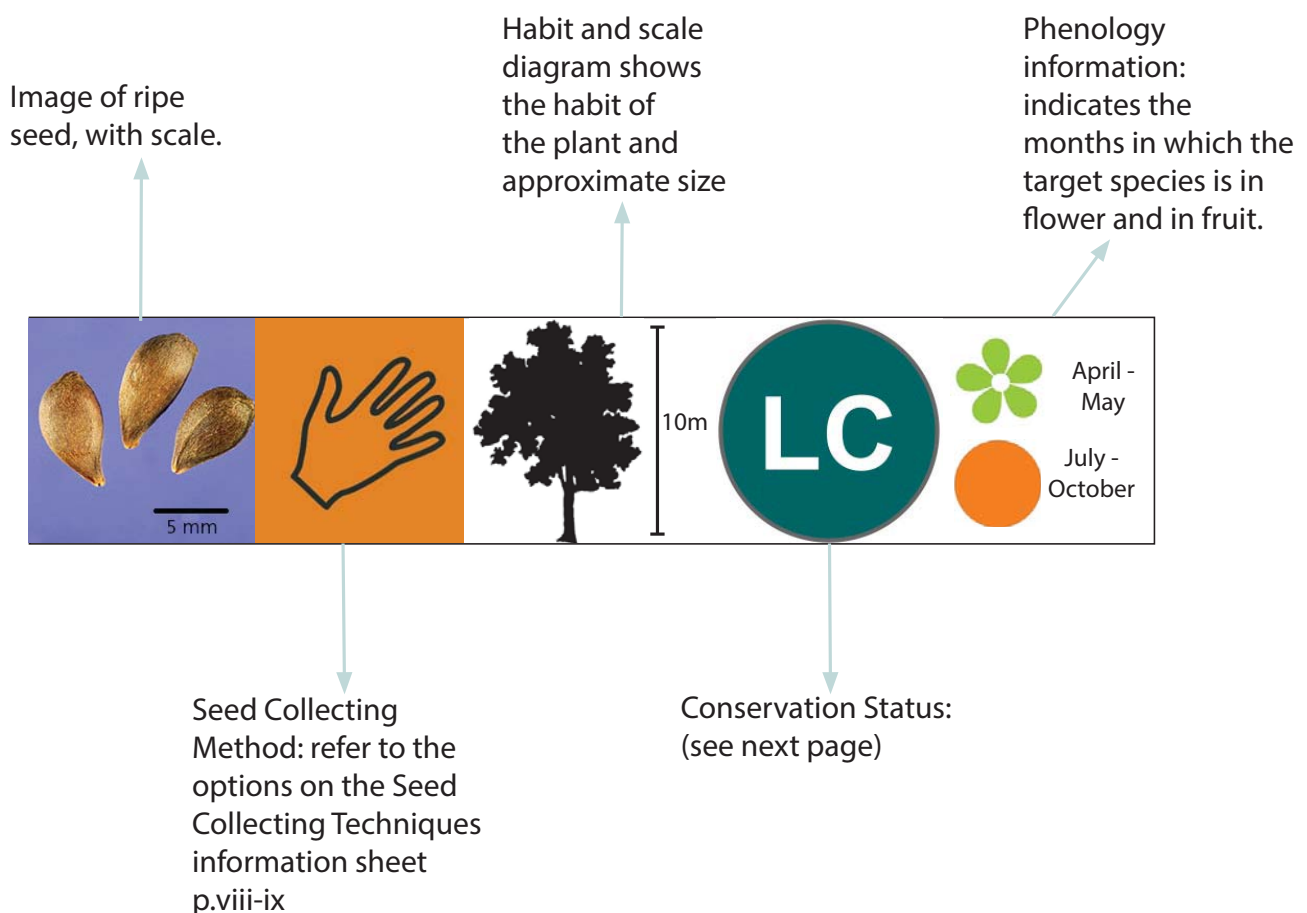 Image of ripe
seed, with scale.
Habit and scale
diagram shows
the habit of
the plant and
approximate size
Phenology
information:
indicates the
months in which the
target species is in
flower and in fruit.
5 mm
10m
LC
April -
May
July -
October
Seed Collecting
Method: refer to the
options on the Seed
Collecting Techniques
information sheet
p.viii-ix
Conservation Status:
(see next page)